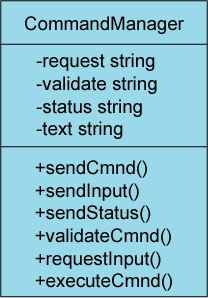 CommandManager
-request string
-validate string
-status string
-text string
+sendCmnd()
+sendInput()
+sendStatus()
+validateCmnd()
+requestInput()
+executeCmnd()